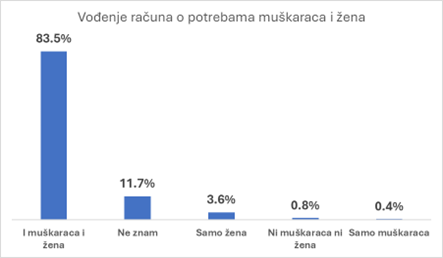 Vođenje računa o potrebama muškaraca i žena
83.5%
11.7%
3.6%
0.8%
0.4%
I muškaraca i
žena
Ne znam
Samo žena
Ni muškaraca ni
žena
Samo muškaraca